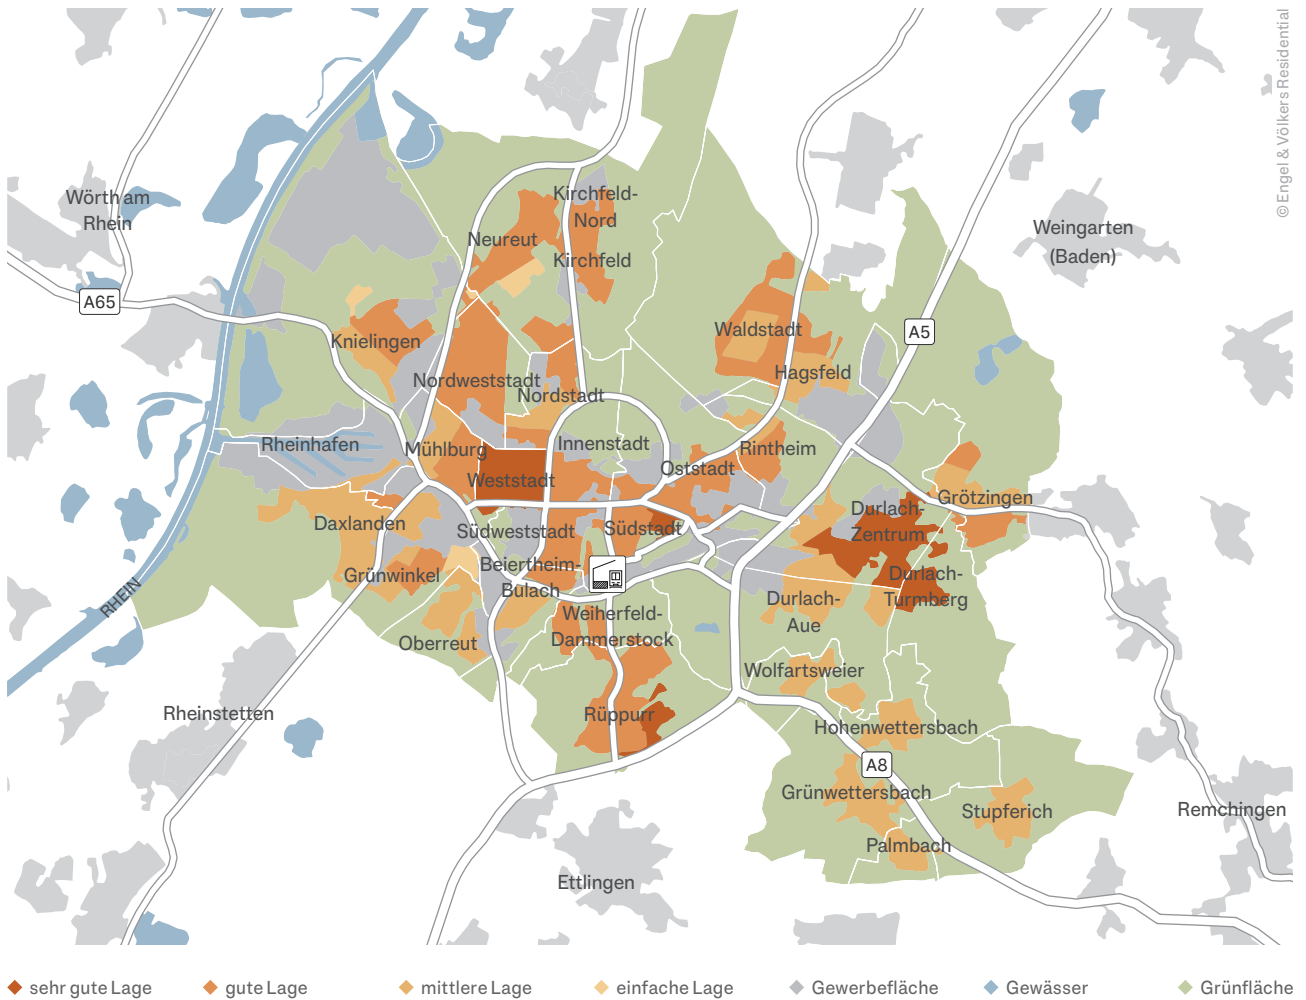 © Engel & Völkers Residential
Wörth am
Rhein
Kirchfeld-
Nord
Neureut
Kirchfeld
Weingarten
(Baden)
A65
A5
Knielingen
Waldstadt
Hagsfeld
Nordweststadt
Nordstadt
Rheinhafen
Mühlburg
Innenstadt
Rintheim
Oststadt
Weststadt
Grötzingen
Daxlanden
Südweststadt
Südstadt
Durlach-
Zentrum
Grünwinkel
Beiertheim-
Bulach
Durlach-
Turmberg
RHEIN
Durlach-
Aue
Weiherfeld-
Dammerstock
Oberreut
Wolfartsweier
Rheinstetten
Rüppurr
Hohenwettersbach
A8
Grünwettersbach
Stupferich
Remchingen
Palmbach
Ettlingen
sehr gute Lage
gute Lage
mittlere Lage
einfache Lage
Gewerbefläche
Gewässer
Grünfläche